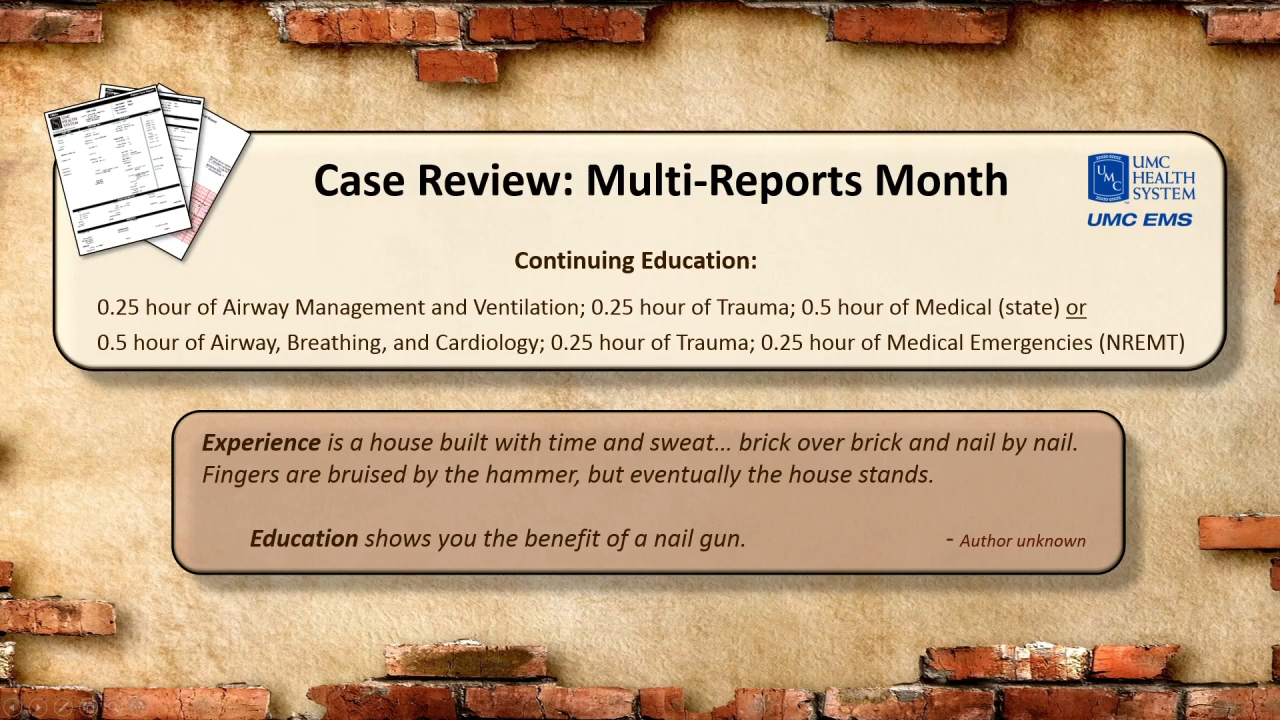 Case Review: Multi-Reports Month
UMC
UMC
HEALTH
SYSTEM
UMC EMS
Continuing Education:
0.25 hour of Airway Management and Ventilation; 0.25 hour of Trauma; 0.5 hour of Medical (state) or
0.5 hour of Airway, Breathing, and Cardiology; 0.25 hour of Trauma; 0.25 hour of Medical Emergencies (NREMT)
Experience is a house built with time and sweat... brick over brick and nail by nail.
Fingers are bruised by the hammer, but eventually the house stands.
Education shows you the benefit of a nail gun.
- Author unknown